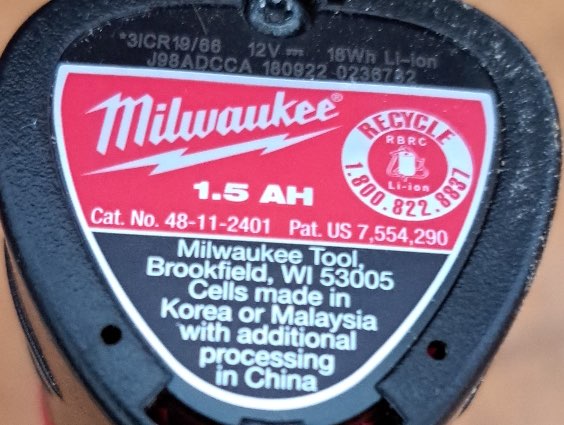 *3ICR19/66 12V⎓ 18Wh Li-ion
J98ADCCA 180922 0236732
Milwaukee®
RECYCLE
RBRC
Li-ion
1.800.822.8837
1.5 AH
Cat. No. 48-11-2401 Pat. US 7,554,290
Milwaukee Tool,
Brookfield, WI 53005
Cells made in
Korea or Malaysia
with additional
processing
in China